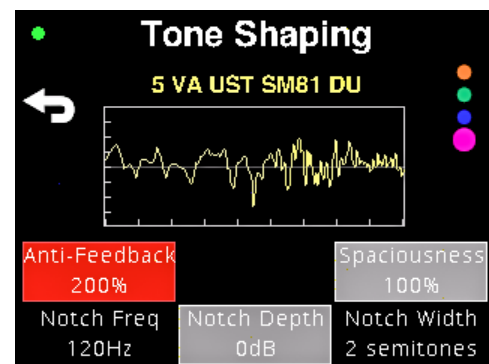 Tone Shaping
5 VA UST SM81 DU
Anti-Feedback
200%
Spaciousness
100%
Notch Freq
120Hz
Notch Depth
0dB
Notch Width
2 semitones